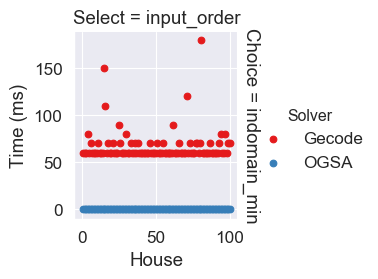 Select = input_order
Choice = indomain_min
Time (ms)
150
100
50
0
0
50
100
House
Solver
Gecode
OGSA